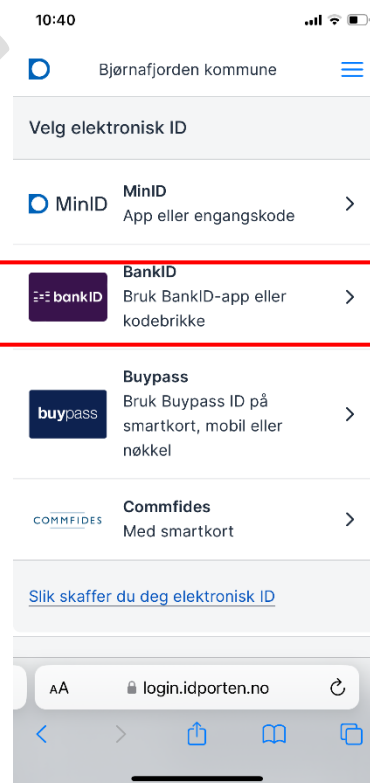 10:40
Bjørnafjorden kommune
Velg elektronisk ID
MinID
MinID
App eller engangskode
bankID
BankID
Bruk BankID-app eller
kodebrikke
buypass
Buypass
Bruk Buypass ID på
smartkort, mobil eller
nøkkel
COMMFIDES
Commfides
Med smartkort
Slik skaffer du deg elektronisk ID
AA
login.idporten.no